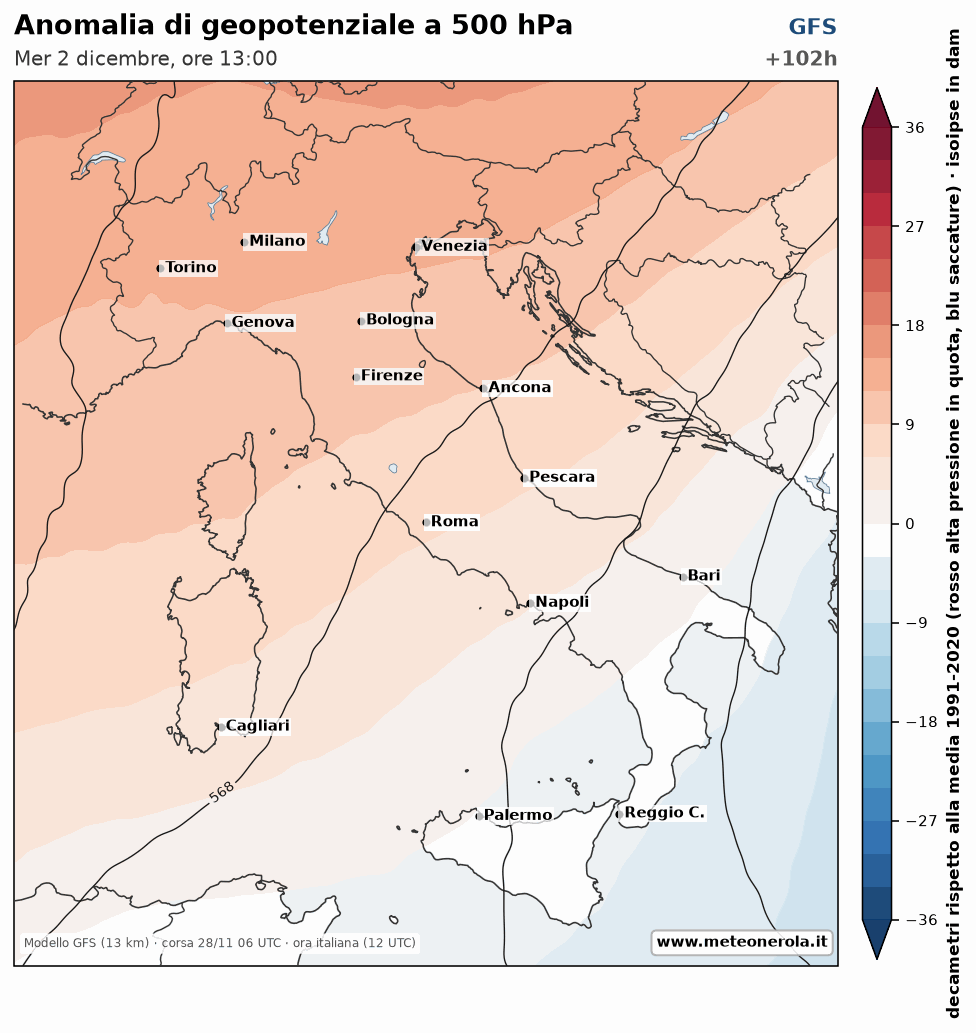 Anomalia di geopotenziale a 500 hPa
GFS
Mer 2 dicembre, ore 13:00
+102h
Milano
Venezia
Torino
Genova
Bologna
Firenze
Ancona
Pescara
Roma
Bari
Napoli
Cagliari
568
Palermo
Reggio C.
Modello GFS (13 km) · corsa 28/11 06 UTC · ora italiana (12 UTC)
www.meteonerola.it
36
27
18
9
0
−9
−18
−27
−36
decametri rispetto alla media 1991-2020 (rosso alta pressione in quota, blu saccature) · isoipse in dam